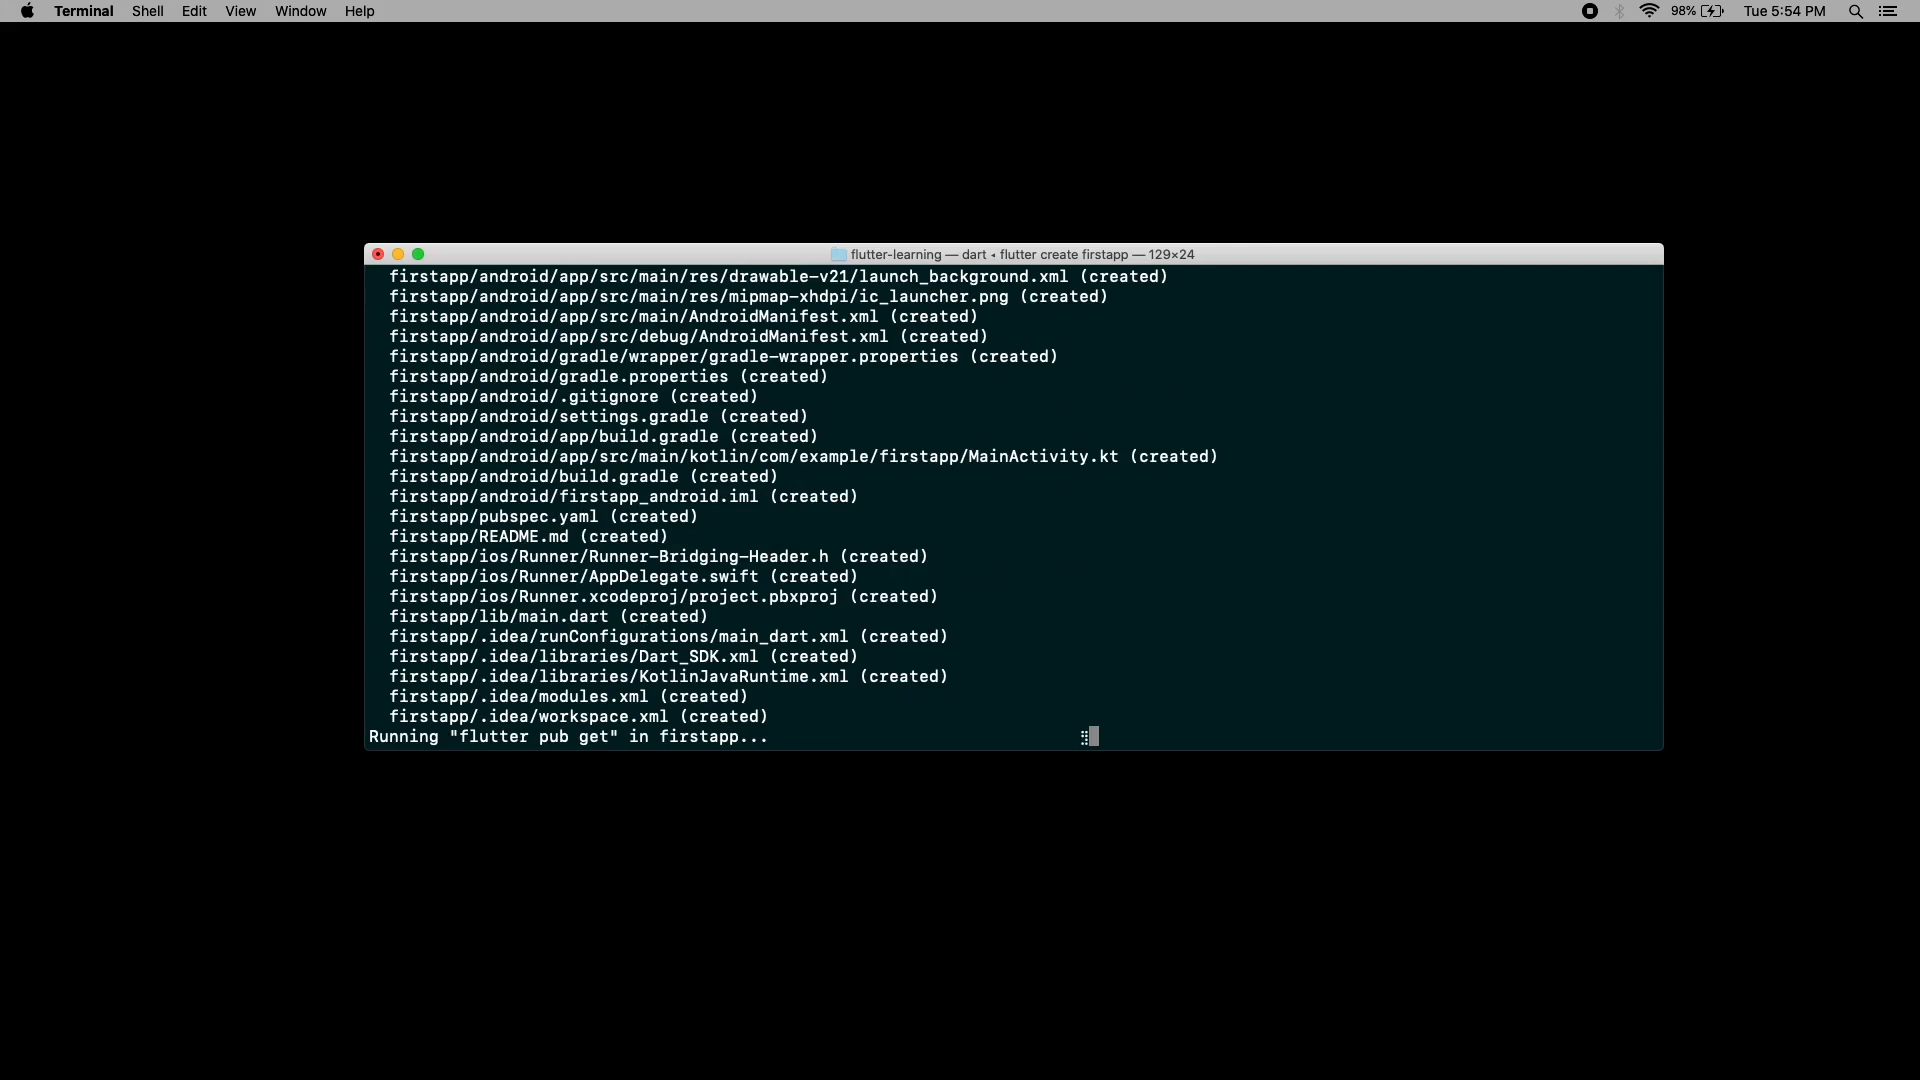 Terminal Shell Edit View Window Help 98% Tue 5:54 PM
flutter-learning — dart ◂ flutter create firstapp — 129×24
firstapp/android/app/src/main/res/drawable-v21/launch_background.xml (created)
firstapp/android/app/src/main/res/mipmap-xhdpi/ic_launcher.png (created)
firstapp/android/app/src/main/AndroidManifest.xml (created)
firstapp/android/app/src/debug/AndroidManifest.xml (created)
firstapp/android/gradle/wrapper/gradle-wrapper.properties (created)
firstapp/android/gradle.properties (created)
firstapp/android/.gitignore (created)
firstapp/android/settings.gradle (created)
firstapp/android/app/build.gradle (created)
firstapp/android/app/src/main/kotlin/com/example/firstapp/MainActivity.kt (created)
firstapp/android/build.gradle (created)
firstapp/android/firstapp_android.iml (created)
firstapp/pubspec.yaml (created)
firstapp/README.md (created)
firstapp/ios/Runner/Runner-Bridging-Header.h (created)
firstapp/ios/Runner/AppDelegate.swift (created)
firstapp/ios/Runner.xcodeproj/project.pbxproj (created)
firstapp/lib/main.dart (created)
firstapp/.idea/runConfigurations/main_dart.xml (created)
firstapp/.idea/libraries/Dart_SDK.xml (created)
firstapp/.idea/libraries/KotlinJavaRuntime.xml (created)
firstapp/.idea/modules.xml (created)
firstapp/.idea/workspace.xml (created)
Running "flutter pub get" in firstapp...